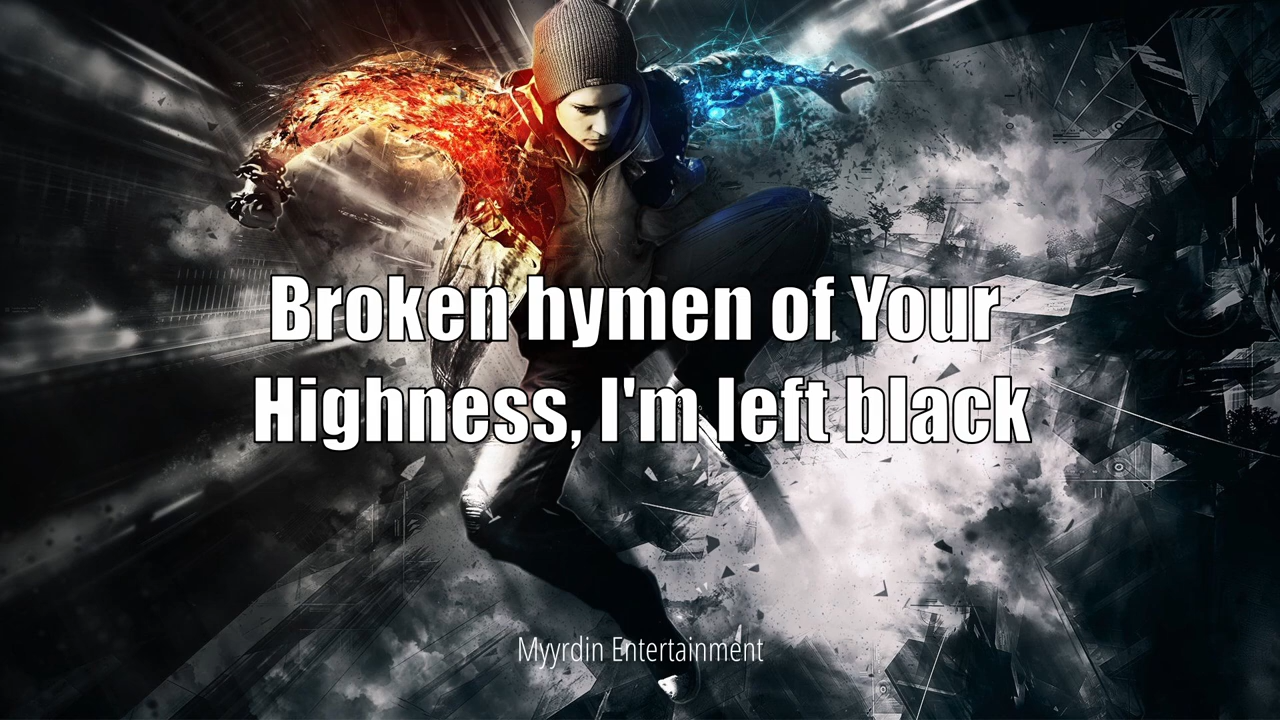 Broken hymen of Your
Highness, I'm left black
Myyrdin Entertainment